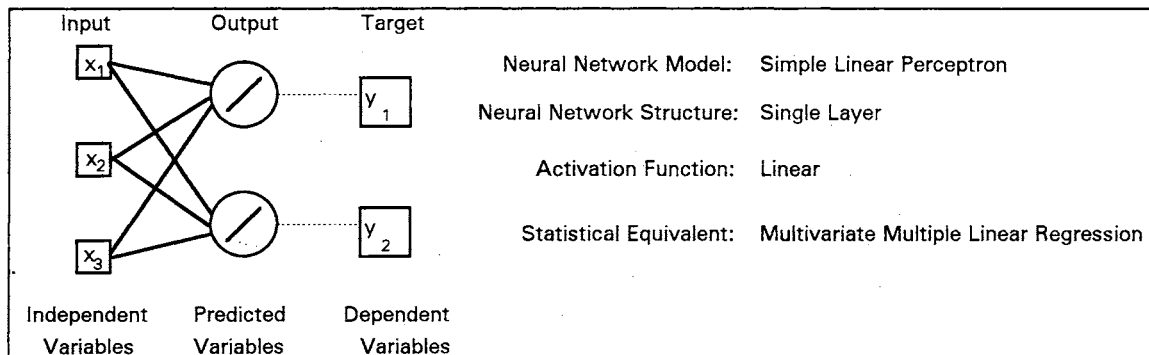 Input Output Target
x1
x2
x3
y1
y2
Neural Network Model: Simple Linear Perceptron
Neural Network Structure: Single Layer
Activation Function: Linear
Statistical Equivalent: Multivariate Multiple Linear Regression
Independent Variables
Predicted Variables
Dependent Variables